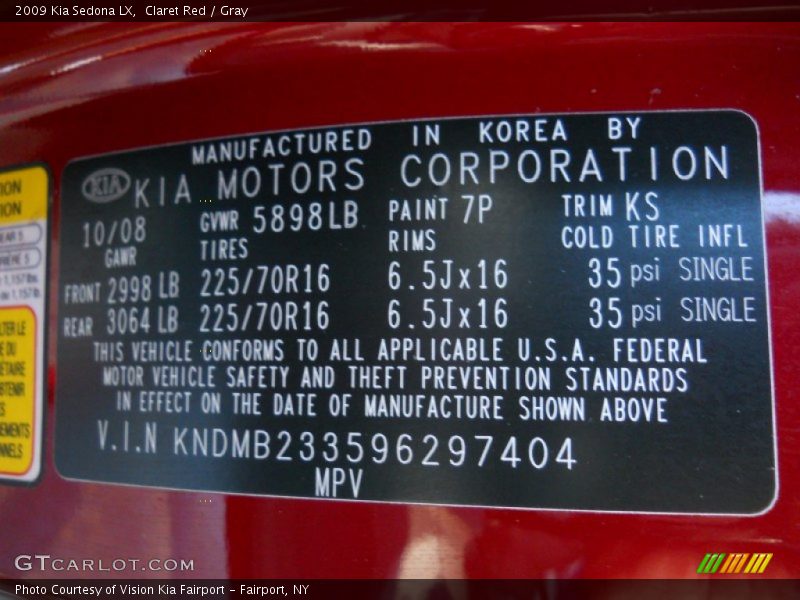 2009 Kia Sedona LX,  Claret Red / Gray
MANUFACTURED IN KOREA BY
KIA KIA MOTORS CORPORATION
10/08 GVWR 5898LB PAINT 7P TRIM KS
GAWR TIRES RIMS COLD TIRE INFL
FRONT 2998 LB 225/70R16 6.5Jx16 35 psi SINGLE
REAR 3064 LB 225/70R16 6.5Jx16 35 psi SINGLE
THIS VEHICLE CONFORMS TO ALL APPLICABLE U.S.A. FEDERAL
MOTOR VEHICLE SAFETY AND THEFT PREVENTION STANDARDS
IN EFFECT ON THE DATE OF MANUFACTURE SHOWN ABOVE
V.I.N KNDMB233596297404
MPV
GTCARLOT.COM
Photo Courtesy of Vision Kia Fairport - Fairport, NY